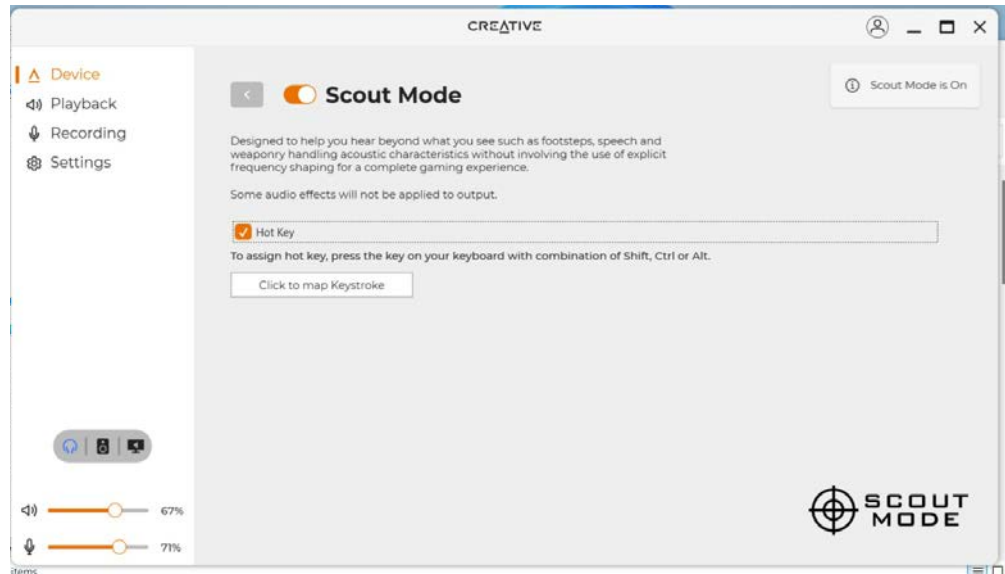 CREATIVE
Device
Playback
Recording
Settings
Scout Mode
Scout Mode is On
Designed to help you hear beyond what you see such as footsteps, speech and
weaponry handling acoustic characteristics without involving the use of explicit
frequency shaping for a complete gaming experience.
Some audio effects will not be applied to output.
Hot Key
To assign hot key, press the key on your keyboard with combination of Shift, Ctrl or Alt.
Click to map Keystroke
67%
71%
SCOUT
MODE
items